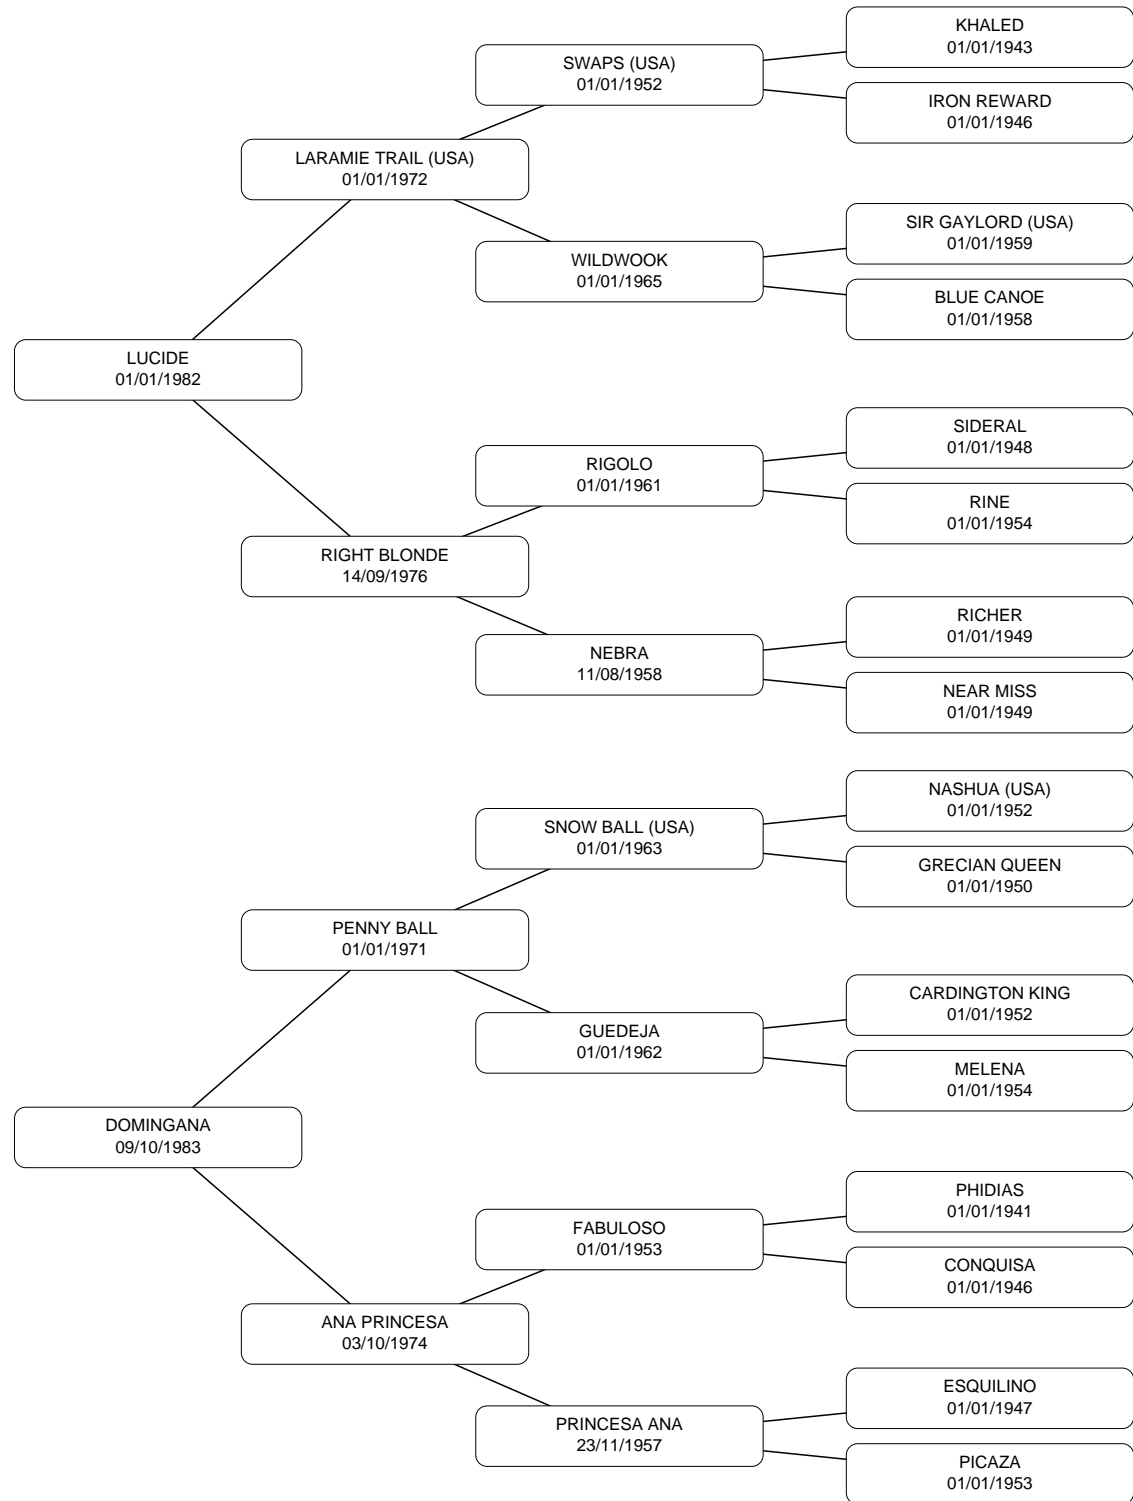 KHALED
01/01/1943
SWAPS (USA)
01/01/1952
IRON REWARD
01/01/1946
LARAMIE TRAIL (USA)
01/01/1972
SIR GAYLORD (USA)
01/01/1959
WILDWOOK
01/01/1965
BLUE CANOE
01/01/1958
LUCIDE
01/01/1982
SIDERAL
01/01/1948
RIGOLO
01/01/1961
RINE
01/01/1954
RIGHT BLONDE
14/09/1976
RICHER
01/01/1949
NEBRA
11/08/1958
NEAR MISS
01/01/1949
NASHUA (USA)
01/01/1952
SNOW BALL (USA)
01/01/1963
GRECIAN QUEEN
01/01/1950
PENNY BALL
01/01/1971
CARDINGTON KING
01/01/1952
GUEDEJA
01/01/1962
MELENA
01/01/1954
DOMINGANA
09/10/1983
PHIDIAS
01/01/1941
FABULOSO
01/01/1953
CONQUISA
01/01/1946
ANA PRINCESA
03/10/1974
ESQUILINO
01/01/1947
PRINCESA ANA
23/11/1957
PICAZA
01/01/1953